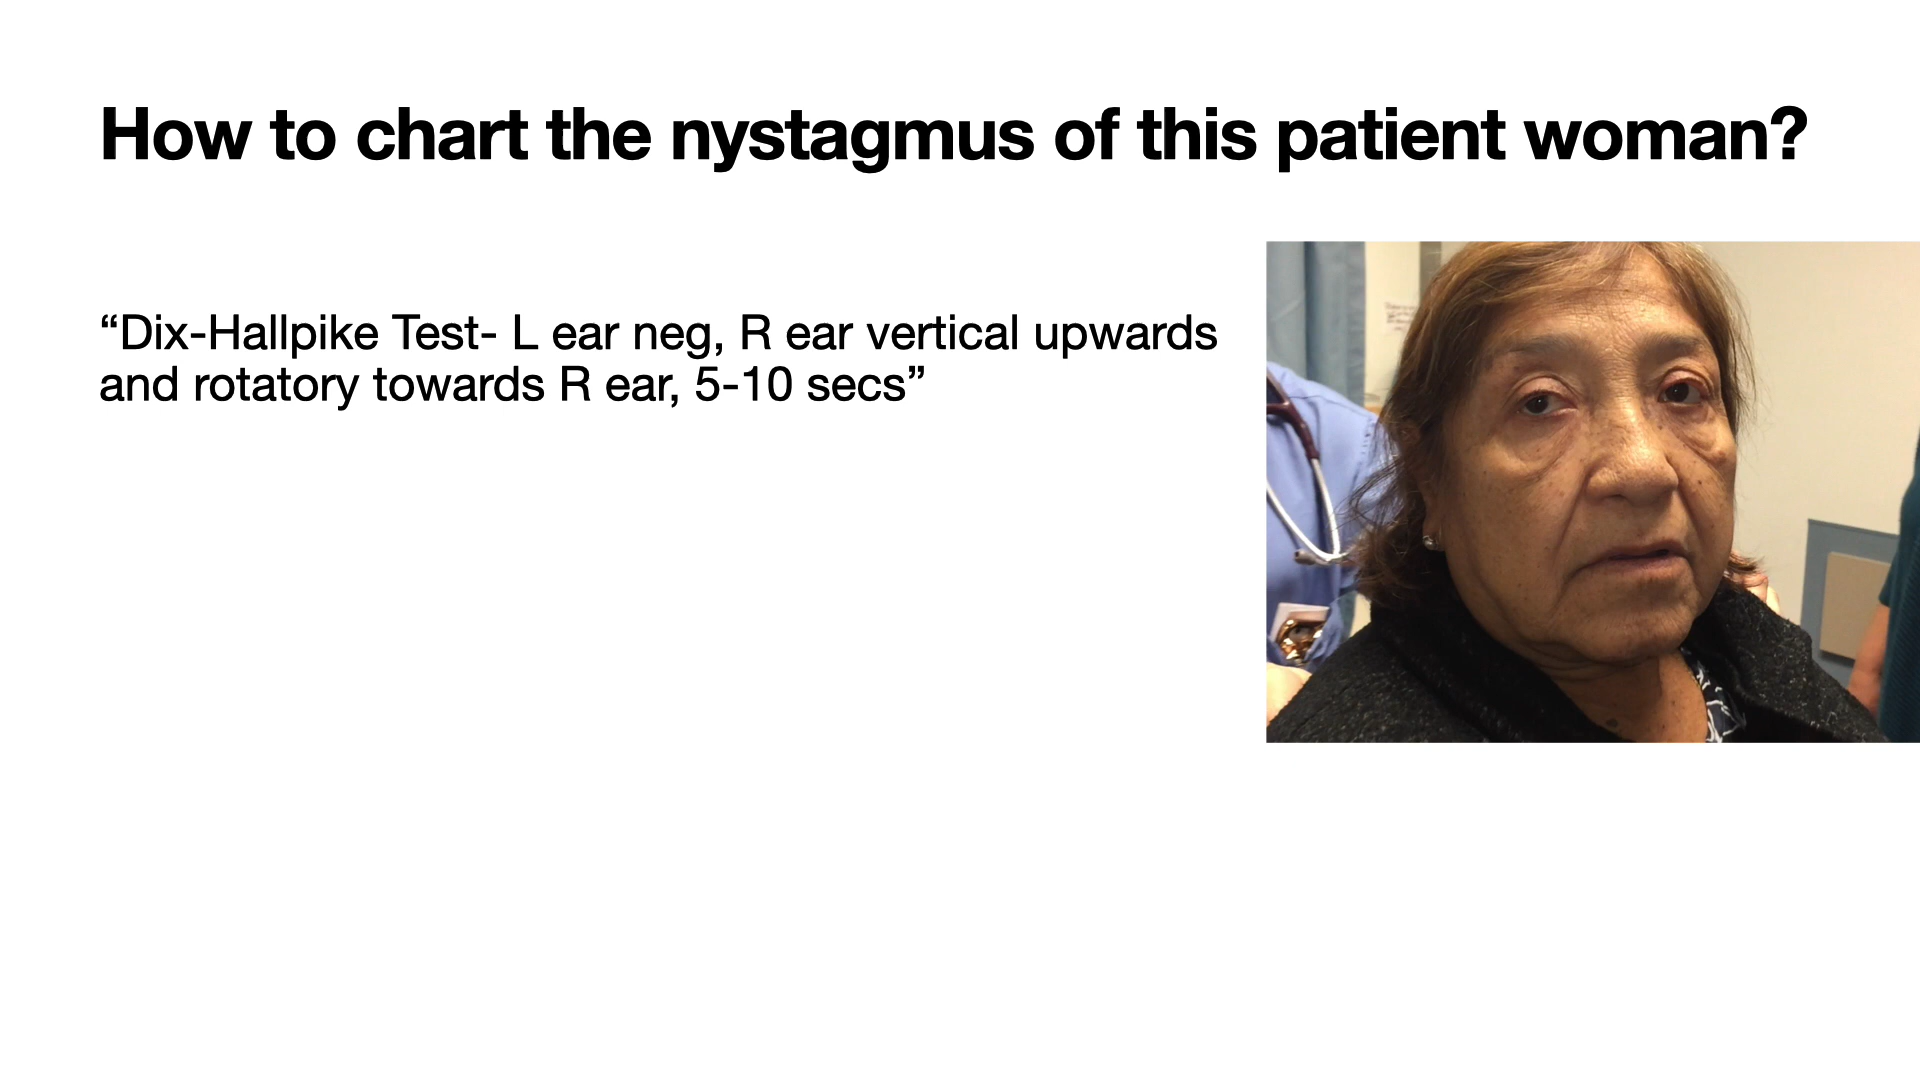 How to chart the nystagmus of this patient woman?
“Dix-Hallpike Test- L ear neg, R ear vertical upwards
and rotatory towards R ear, 5-10 secs”